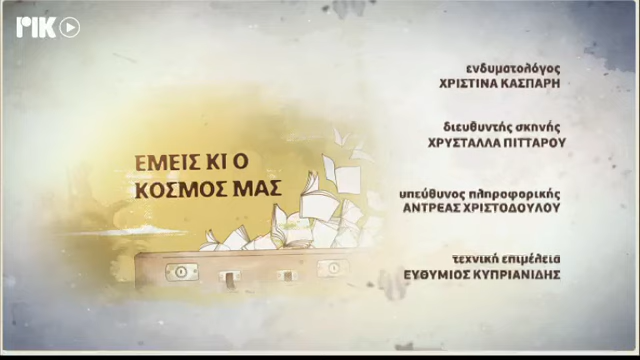 ΡΙΚ
ΕΜΕΙΣ ΚΙ Ο
ΚΟΣΜΟΣ ΜΑΣ
ενδυματολόγος
ΧΡΙΣΤΙΝΑ ΚΑΣΠΑΡΗ
διευθυντής σκηνής
ΧΡΥΣΤΑΛΛΑ ΠΙΤΤΑΡΟΥ
υπεύθυνος πληροφορικής
ΑΝΤΡΕΑΣ ΧΡΙΣΤΟΔΟΥΛΟΥ
τεχνική επιμέλεια
ΕΥΘΥΜΙΟΣ ΚΥΠΡΙΑΝΙΔΗΣ